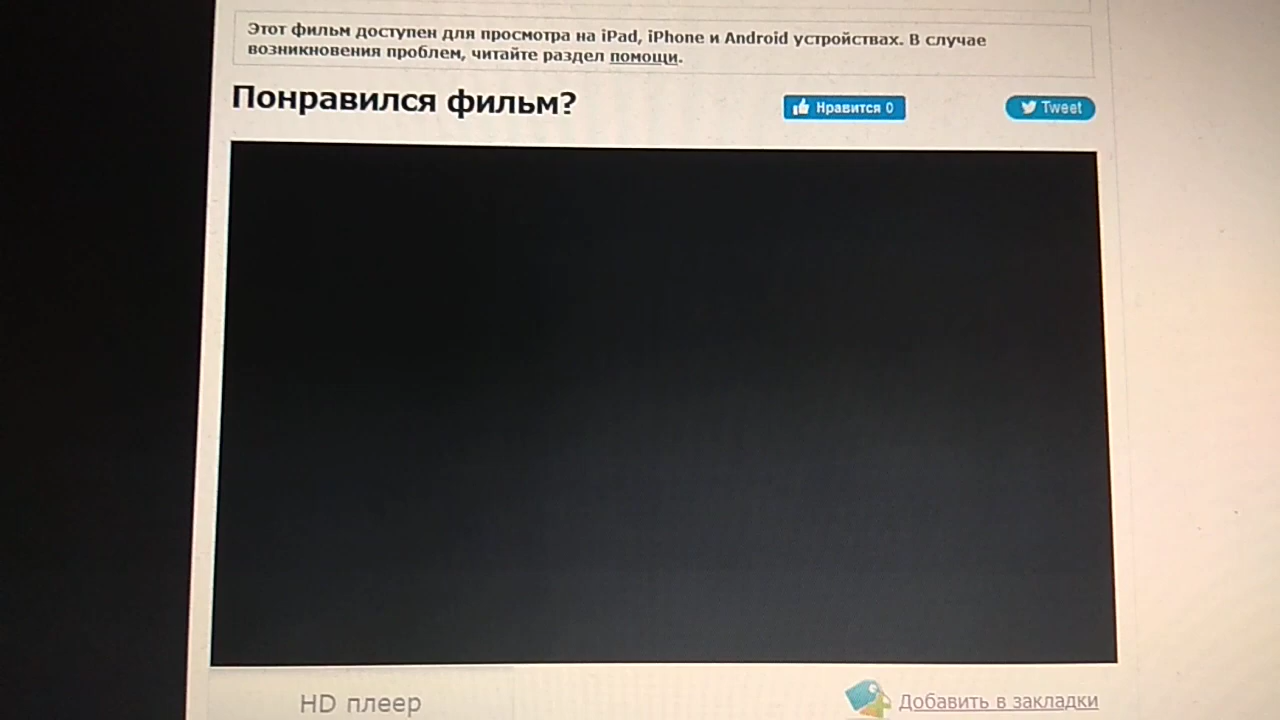 Этот фильм доступен для просмотра на iPad, iPhone и Android устройствах. В случае
возникновения проблем, читайте раздел помощи.
Понравился фильм?
Нравится 0
Tweet
HD плеер
Добавить в закладки